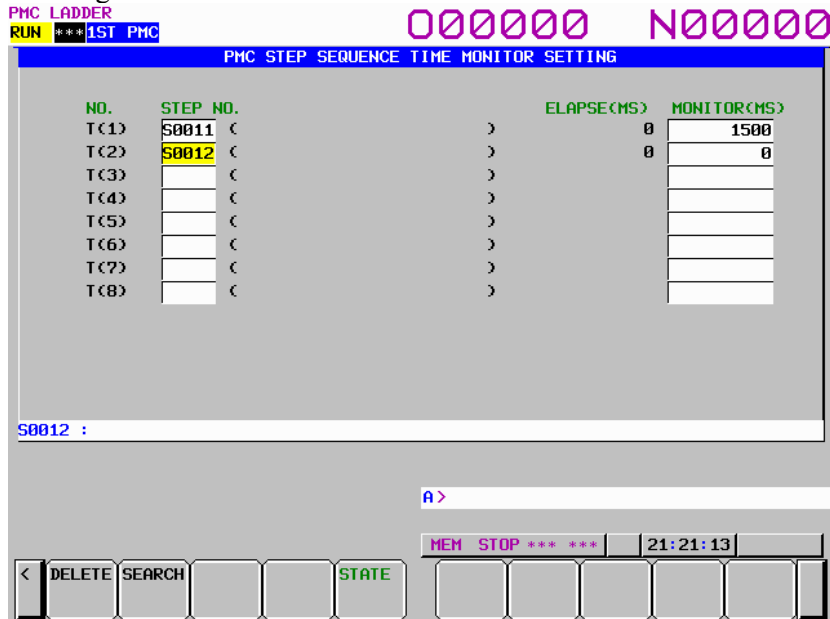 PMC LADDER O00000 N00000
RUN ***1ST PMC
PMC STEP SEQUENCE TIME MONITOR SETTING
NO. STEP NO. ELAPSE(MS) MONITOR(MS)
T(1) S0011 ( ) 0 1500
T(2) S0012 ( ) 0 0
T(3) ( )
T(4) ( )
T(5) ( )
T(6) ( )
T(7) ( )
T(8) ( )
S0012 :
A>
MEM STOP *** *** 21:21:13
< DELETE SEARCH STATE